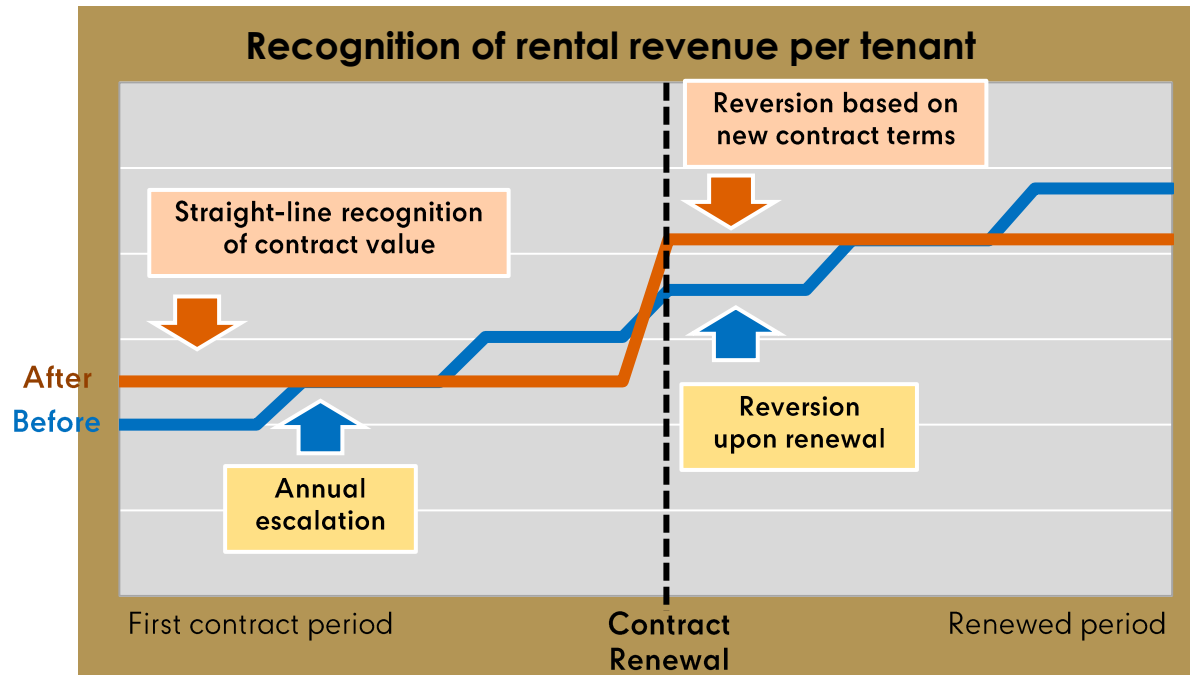 Recognition of rental revenue per tenant
Reversion based on
new contract terms
Straight-line recognition
of contract value
After
Before
Reversion
upon renewal
Annual
escalation
First contract period
Contract
Renewal
Renewed period